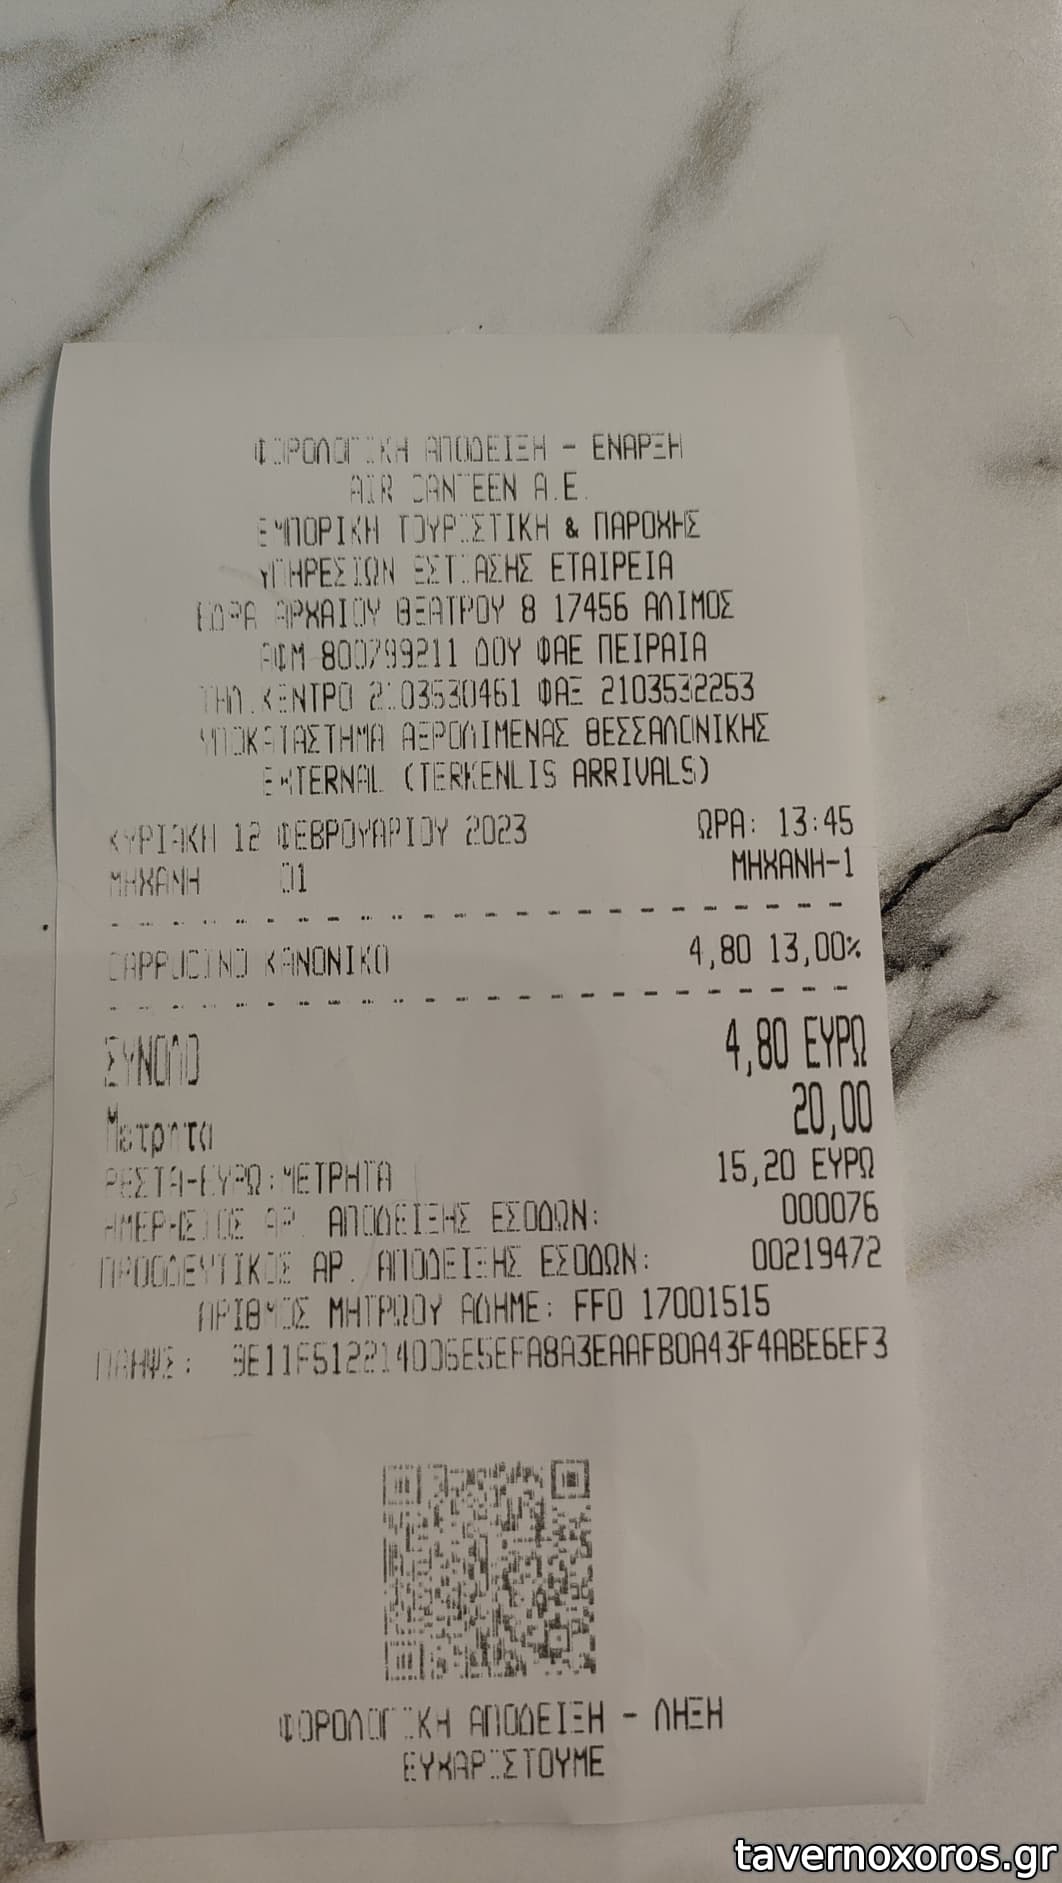 ΦΟΡΟΛΟΓΙΚΗ ΑΠΟΔΕΙΞΗ - ΕΝΑΡΞΗ
AIR CANTEEN A.E.
ΕΜΠΟΡΙΚΗ ΤΟΥΡΙΣΤΙΚΗ & ΠΑΡΟΧΗΣ
ΥΠΗΡΕΣΙΩΝ ΕΣΤΙΑΣΗΣ ΕΤΑΙΡΕΙΑ
ΕΔΡΑ ΑΡΧΑΙΟΥ ΘΕΑΤΡΟΥ 8 17456 ΑΛΙΜΟΣ
ΑΦΜ 800799211 ΔΟΥ ΦΑΕ ΠΕΙΡΑΙΑ
ΤΗΛ.ΚΕΝΤΡΟ 2103530461 ΦΑΞ 2103532253
ΥΠΟΚΑΤΑΣΤΗΜΑ ΑΕΡΟΛΙΜΕΝΑΣ ΘΕΣΣΑΛΟΝΙΚΗΣ
EXTERNAL (TERKENLIS ARRIVALS)
ΚΥΡΙΑΚΗ 12 ΦΕΒΡΟΥΑΡΙΟΥ 2023 ΩΡΑ: 13:45
ΜΗΧΑΝΗ 01 ΜΗΧΑΝΗ-1
CAPPUCINO ΚΑΝΟΝΙΚΟ 4,80 13,00%
ΣΥΝΟΛΟ 4,80 ΕΥΡΩ
Μετρητα 20,00
ΡΕΣΤΑ-ΕΥΡΩ:ΜΕΤΡΗΤΑ 15,20 ΕΥΡΩ
ΗΜΕΡΗΣΙΟΣ ΑΡ. ΑΠΟΔΕΙΞΗΣ ΕΣΟΔΩΝ: 000076
ΠΡΟΟΔΕΥΤΙΚΟΣ ΑΡ. ΑΠΟΔΕΙΞΗΣ ΕΣΟΔΩΝ: 00219472
ΑΡΙΘΜΟΣ ΜΗΤΡΩΟΥ ΑΔΗΜΕ: FFO 17001515
ΠΑΗΨΣ: 9E11F5122140D6E5EFA8A3EAAFB0A43F4ABE6EF3
ΦΟΡΟΛΟΓΙΚΗ ΑΠΟΔΕΙΞΗ - ΛΗΞΗ
ΕΥΧΑΡΙΣΤΟΥΜΕ
tavernoxoros.gr